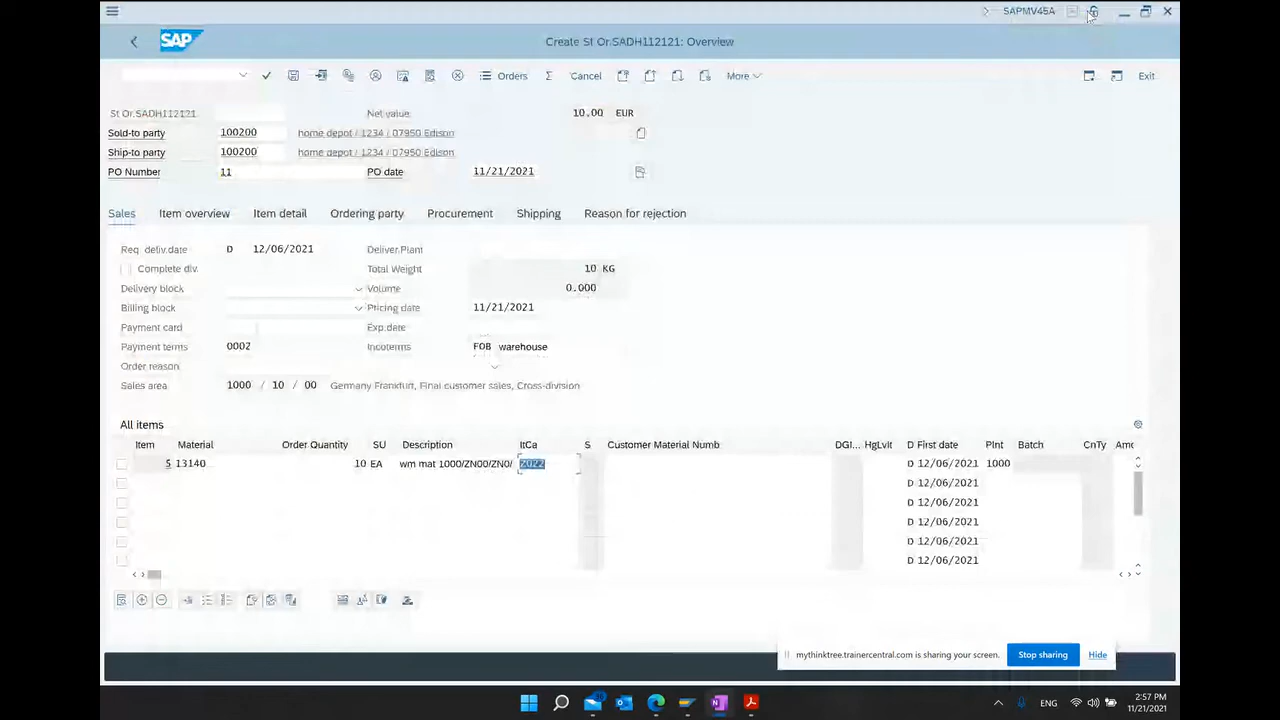 SAPMV45A
SAP Create St Or.SADH112121: Overview
Orders Cancel More Exit
St Or.SADH112121 Net value 10.00 EUR
Sold-to party 100200 home depot / 1234 / 07950 Edison
Ship-to party 100200 home depot / 1234 / 07950 Edison
PO Number 11 PO date 11/21/2021
Sales Item overview Item detail Ordering party Procurement Shipping Reason for rejection
Req. deliv.date D 12/06/2021 Deliver.Plant
Complete dlv. Total Weight 10 KG
Delivery block Volume 0.000
Billing block Pricing date 11/21/2021
Payment card Exp.date
Payment terms 0002 Incoterms FOB warehouse
Order reason
Sales area 1000 / 10 / 00 Germany Frankfurt, Final customer sales, Cross-division
All items
Item Material Order Quantity SU Description ItCa S Customer Material Numb DGI... HgLvIt D First date Plnt Batch CnTy Amo
5 13140 10 EA wm mat 1000/ZN00/ZN0/ 2022 D 12/06/2021 1000
D 12/06/2021
D 12/06/2021
D 12/06/2021
D 12/06/2021
D 12/06/2021
mythinktree.trainercentral.com is sharing your screen. Stop sharing Hide
ENG 2:57 PM
11/21/2021